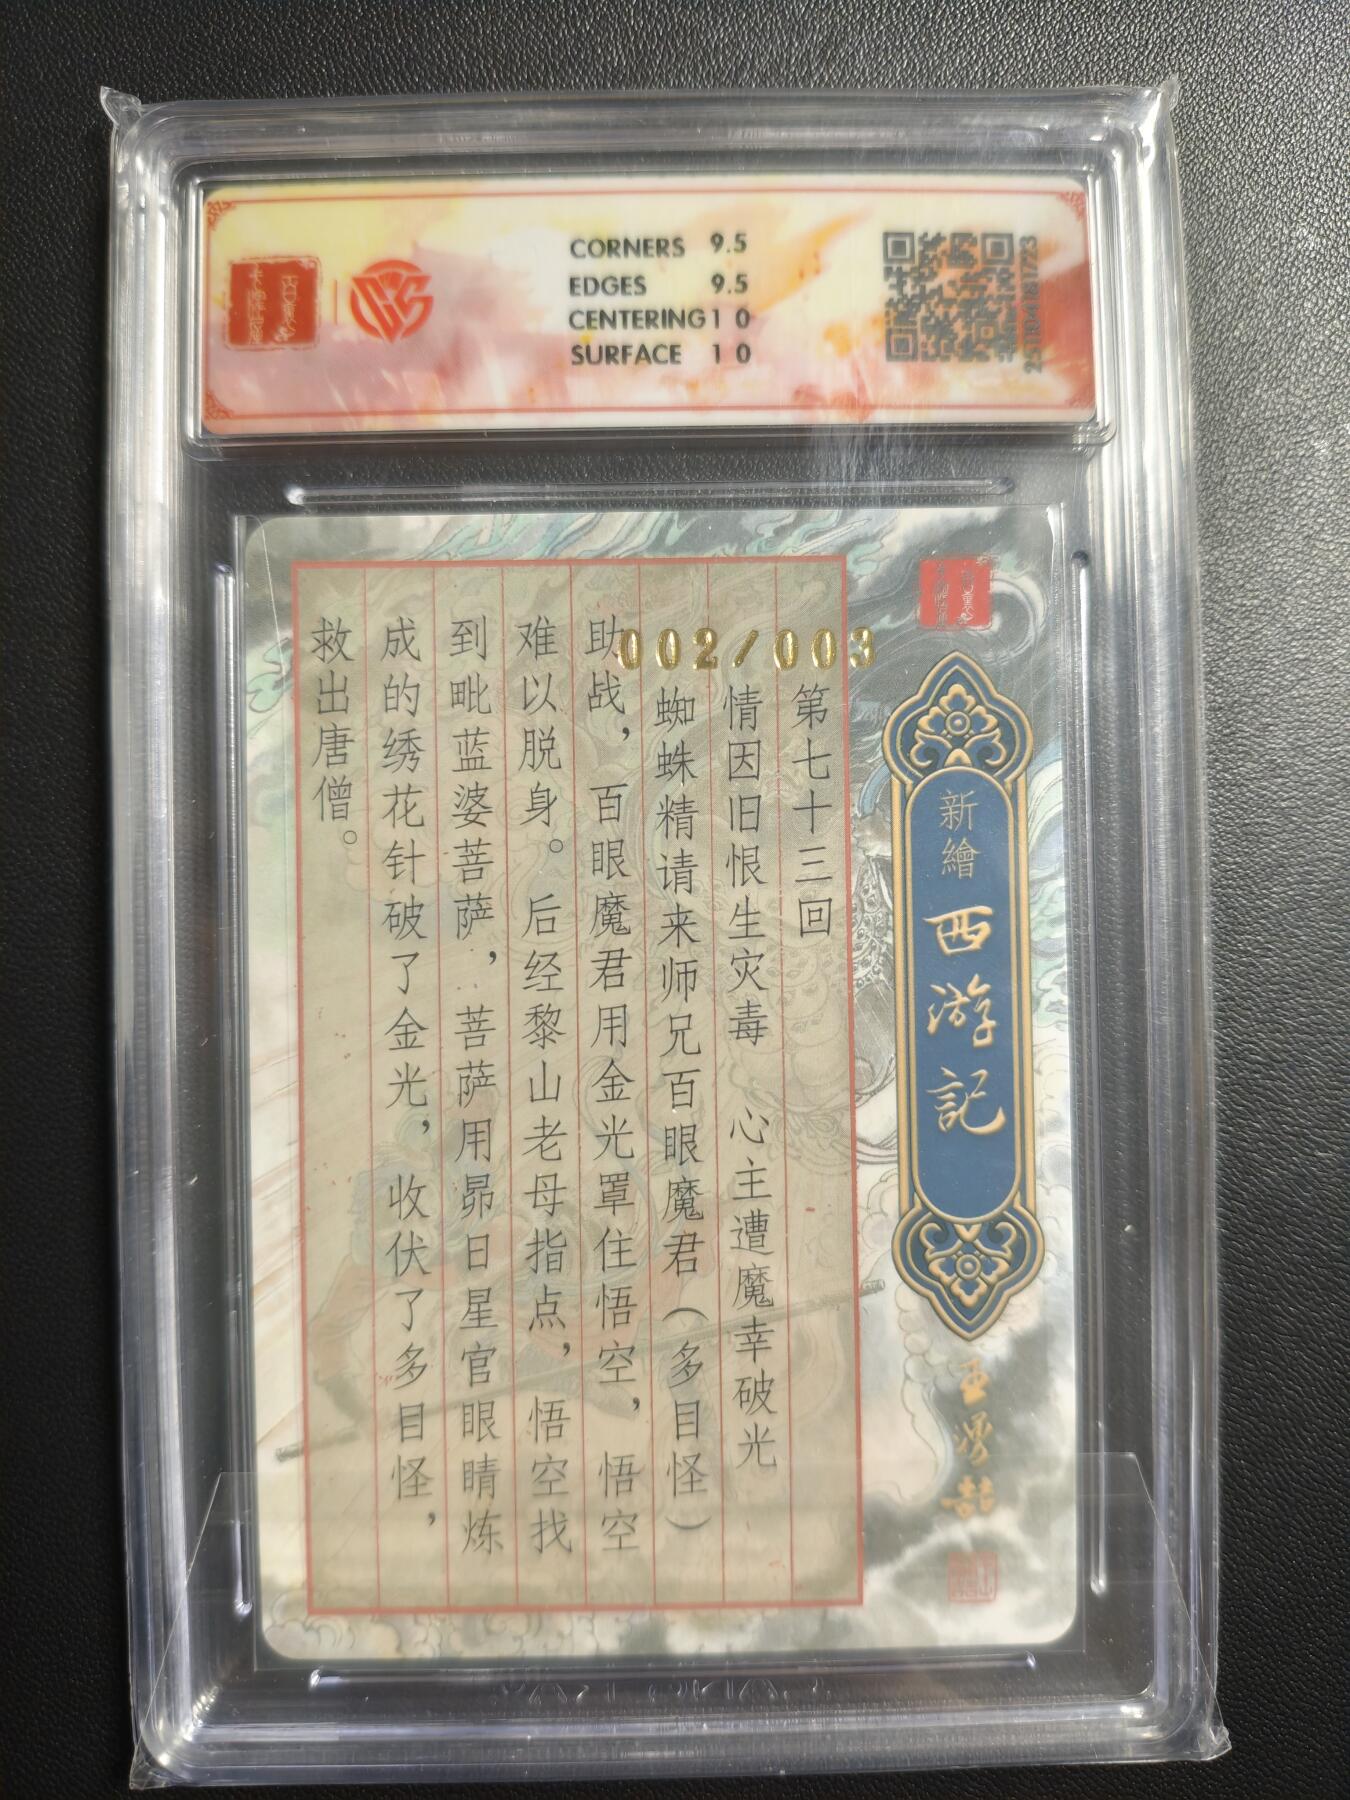 CORNERS 9.5
EDGES 9.5
CENTERING 10
SURFACE 10
002/003
新繪
西游記
第七十三回
情因旧恨生灾毒 心主遭魔幸破光
蜘蛛精请来师兄百眼魔君（多目怪）
助战，百眼魔君用金光罩住悟空，悟空
难以脱身。后经黎山老母指点，悟空找
到毗蓝婆菩萨，菩萨用昴日星官眼睛炼
成的绣花针破了金光，收伏了多目怪，
救出唐僧。